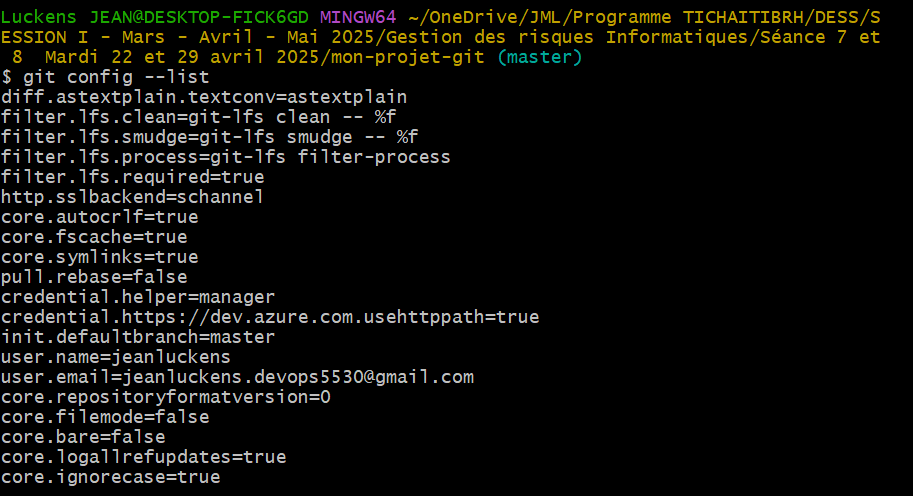 Luckens JEAN@DESKTOP-FICK6GD MINGW64 ~/OneDrive/JML/Programme TICHAITIBRH/DESS/S
ESSION I - Mars - Avril - Mai 2025/Gestion des risques Informatiques/Séance 7 et
 8  Mardi 22 et 29 avril 2025/mon-projet-git (master)
$ git config --list
diff.astextplain.textconv=astextplain
filter.lfs.clean=git-lfs clean -- %f
filter.lfs.smudge=git-lfs smudge -- %f
filter.lfs.process=git-lfs filter-process
filter.lfs.required=true
http.sslbackend=schannel
core.autocrlf=true
core.fscache=true
core.symlinks=true
pull.rebase=false
credential.helper=manager
credential.https://dev.azure.com.usehttppath=true
init.defaultbranch=master
user.name=jeanluckens
user.email=jeanluckens.devops5530@gmail.com
core.repositoryformatversion=0
core.filemode=false
core.bare=false
core.logallrefupdates=true
core.ignorecase=true